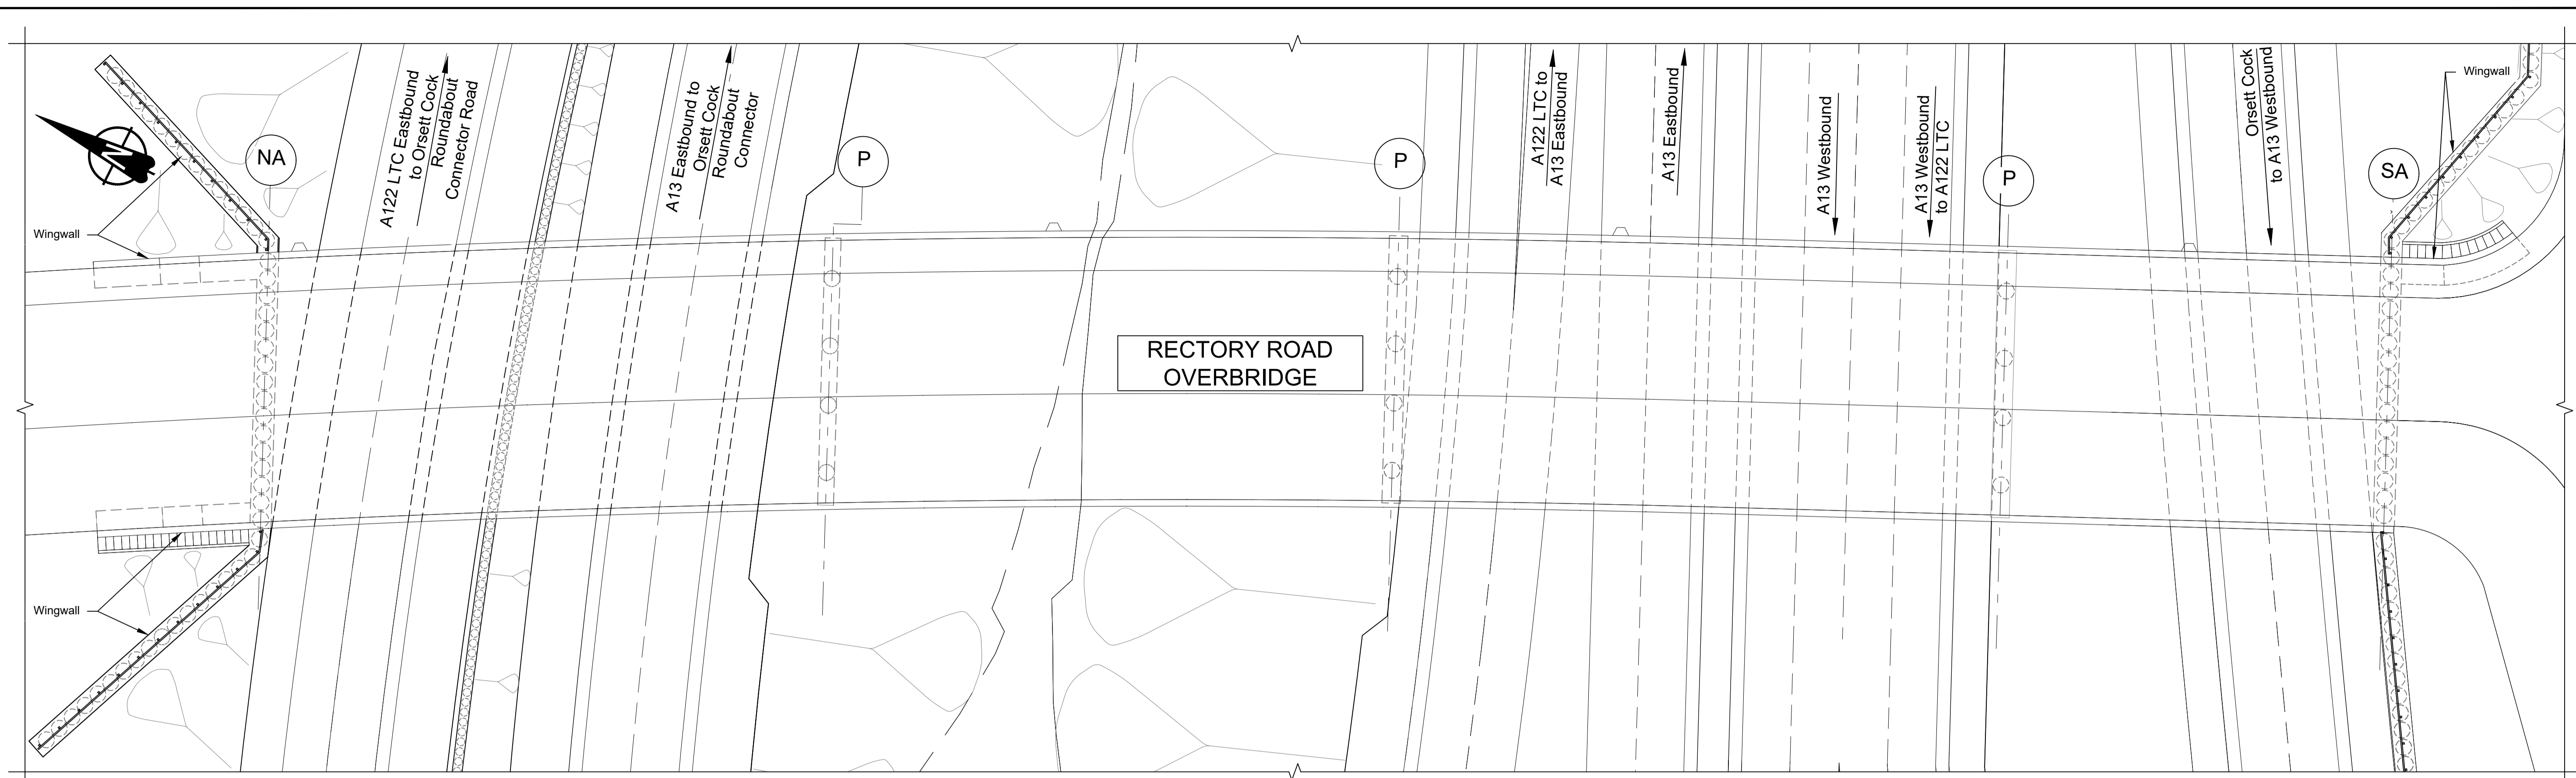 Wingwall
N
NA
A122 LTC Eastbound
to Orsett Cock
Roundabout
Connector Road
A13 Eastbound to
Orsett Cock
Roundabout
Connector
P
P
A122 LTC to
A13 Eastbound
A13 Eastbound
A13 Westbound
A13 Westbound
to A122 LTC
P
Orsett Cock
to A13 Westbound
SA
Wingwall
RECTORY ROAD
OVERBRIDGE
Wingwall